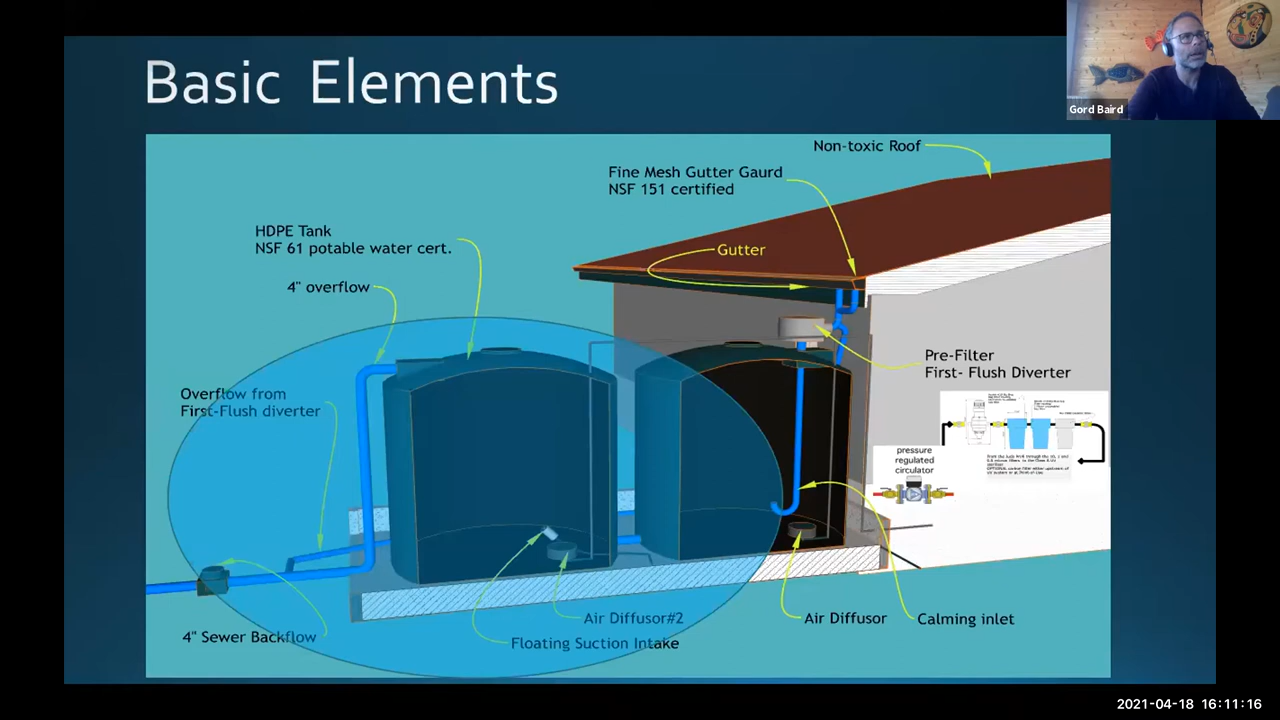 Basic Elements
Gord Baird
Non-toxic Roof
Fine Mesh Gutter Gaurd
NSF 151 certified
HDPE Tank
NSF 61 potable water cert.
Gutter
4" overflow
Pre-Filter
First- Flush Diverter
Overflow from
First-Flush diverter
pressure
regulated
circulator
Air Diffusor#2
Air Diffusor
Calming inlet
4" Sewer Backflow
Floating Suction Intake
2021-04-18 16:11:16